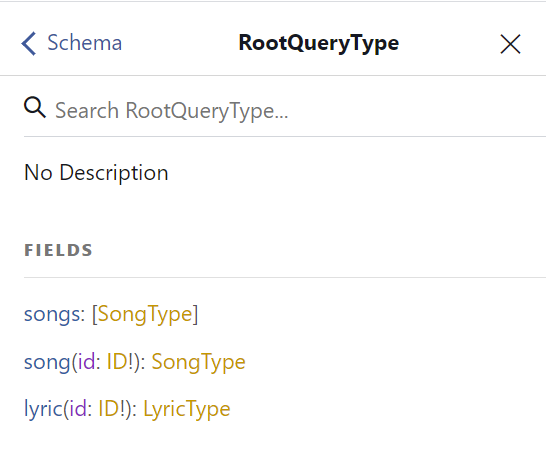 Schema
RootQueryType
Search RootQueryType...
No Description
FIELDS
songs: [SongType]
song(id: ID!): SongType
lyric(id: ID!): LyricType